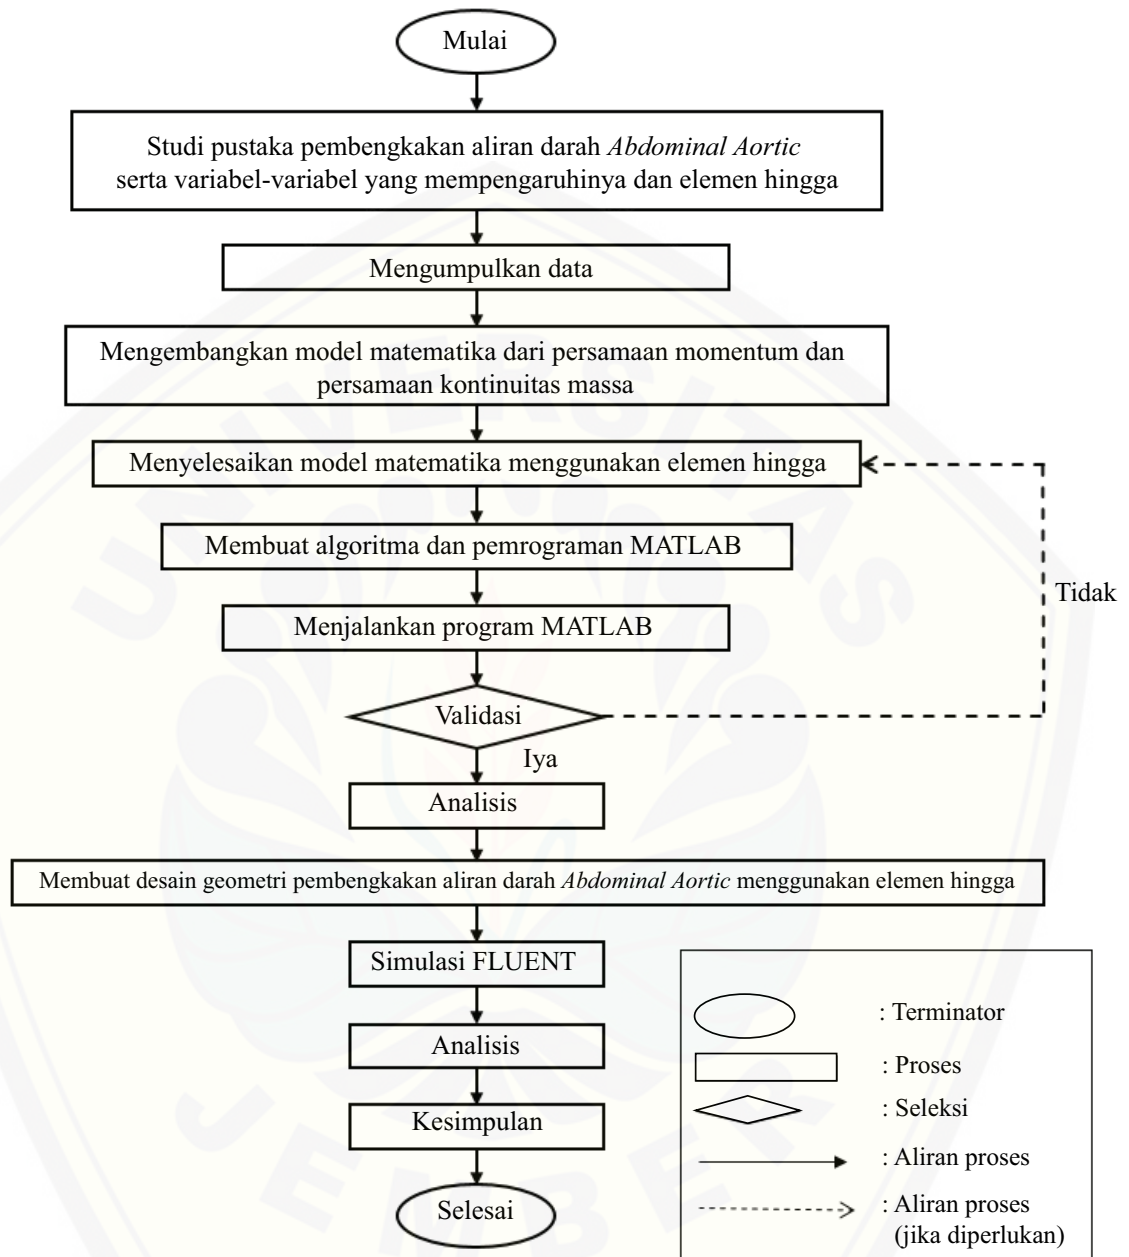 Mulai
Studi pustaka pembengkakan aliran darah Abdominal Aortic
serta variabel-variabel yang mempengaruhinya dan elemen hingga
Mengumpulkan data
Mengembangkan model matematika dari persamaan momentum dan
persamaan kontinuitas massa
Menyelesaikan model matematika menggunakan elemen hingga
Membuat algoritma dan pemrograman MATLAB
Tidak
Menjalankan program MATLAB
Validasi
Iya
Analisis
Membuat desain geometri pembengkakan aliran darah Abdominal Aortic menggunakan elemen hingga
Simulasi FLUENT
Analisis
Kesimpulan
Selesai
: Terminator
: Proses
: Seleksi
: Aliran proses
: Aliran proses
(jika diperlukan)
UNIVERSITAS
JEMBER